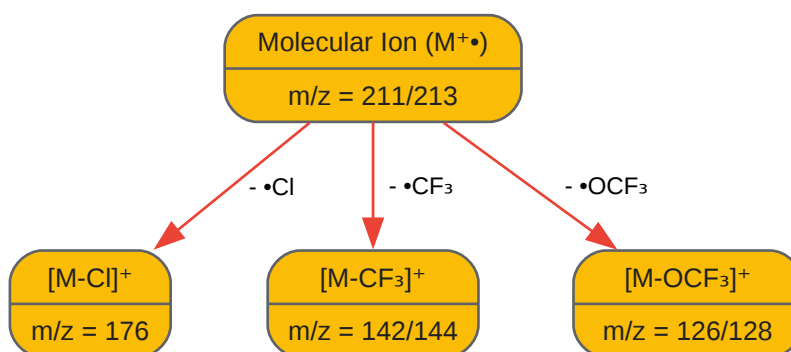 Molecular Ion (M⁺•)
m/z = 211/213
- •Cl
- •CF₃
- •OCF₃
[M-Cl]⁺
m/z = 176
[M-CF₃]⁺
m/z = 142/144
[M-OCF₃]⁺
m/z = 126/128